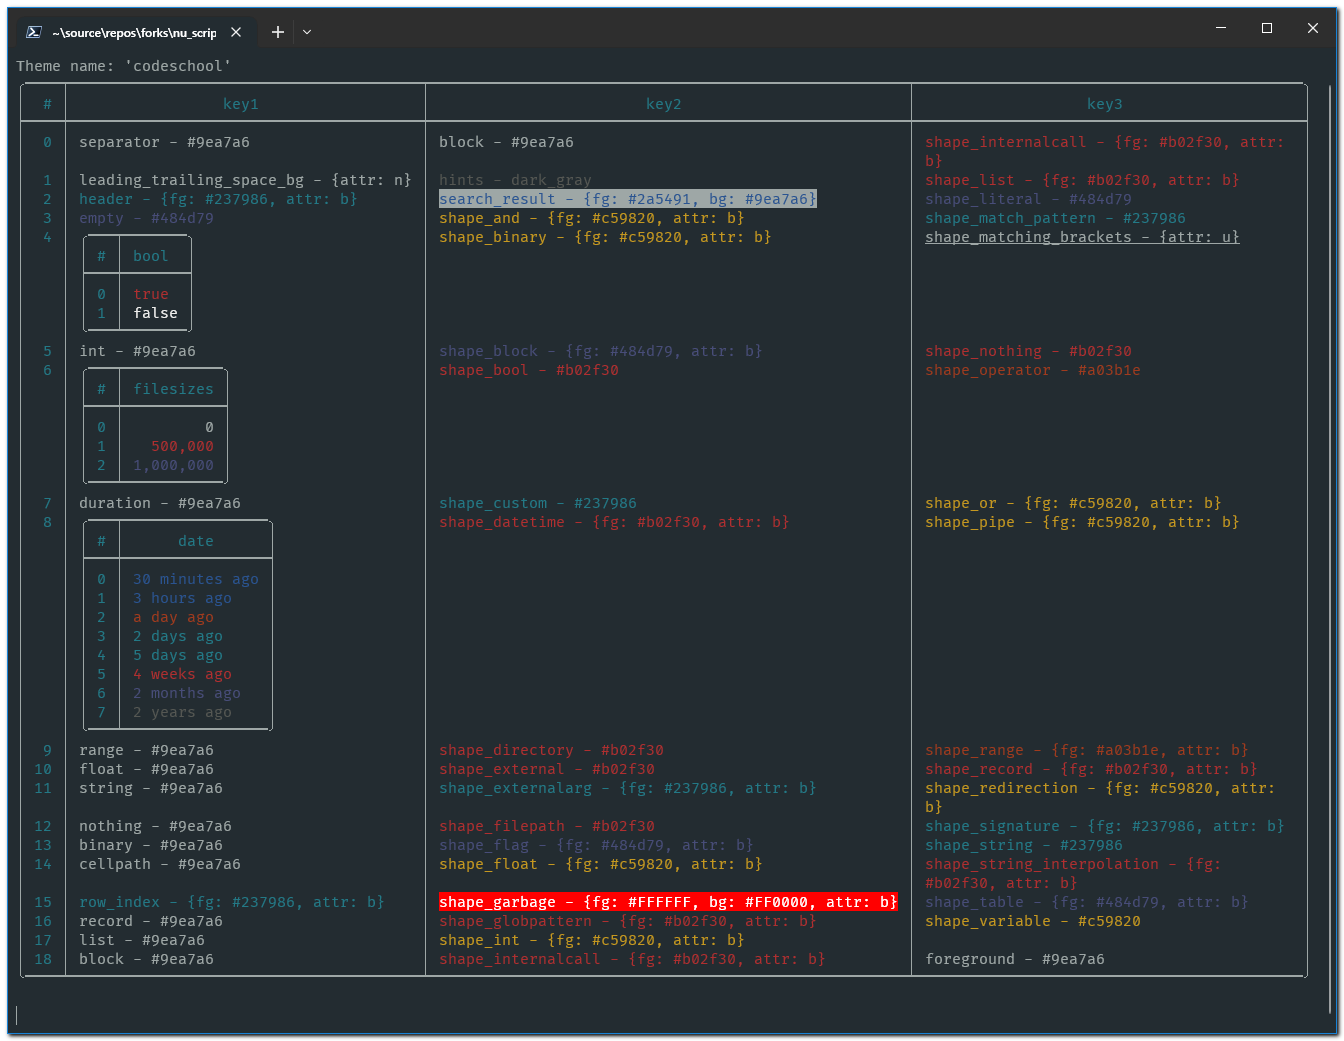 ~\source\repos\forks\nu_scrip
Theme name: 'codeschool'
# key1 key2 key3
0 separator - #9ea7a6 block - #9ea7a6 shape_internalcall - {fg: #b02f30, attr:
b}
1 leading_trailing_space_bg - {attr: n} hints - dark_gray shape_list - {fg: #b02f30, attr: b}
2 header - {fg: #237986, attr: b} search_result - {fg: #2a5491, bg: #9ea7a6} shape_literal - #484d79
3 empty - #484d79 shape_and - {fg: #c59820, attr: b} shape_match_pattern - #237986
4 shape_binary - {fg: #c59820, attr: b} shape_matching_brackets - {attr: u}
# bool
0 true
1 false
5 int - #9ea7a6 shape_block - {fg: #484d79, attr: b} shape_nothing - #b02f30
6 shape_bool - #b02f30 shape_operator - #a03b1e
# filesizes
0 0
1 500,000
2 1,000,000
7 duration - #9ea7a6 shape_custom - #237986 shape_or - {fg: #c59820, attr: b}
8 shape_datetime - {fg: #b02f30, attr: b} shape_pipe - {fg: #c59820, attr: b}
# date
0 30 minutes ago
1 3 hours ago
2 a day ago
3 2 days ago
4 5 days ago
5 4 weeks ago
6 2 months ago
7 2 years ago
9 range - #9ea7a6 shape_directory - #b02f30 shape_range - {fg: #a03b1e, attr: b}
10 float - #9ea7a6 shape_external - #b02f30 shape_record - {fg: #b02f30, attr: b}
11 string - #9ea7a6 shape_externalarg - {fg: #237986, attr: b} shape_redirection - {fg: #c59820, attr:
b}
12 nothing - #9ea7a6 shape_filepath - #b02f30 shape_signature - {fg: #237986, attr: b}
13 binary - #9ea7a6 shape_flag - {fg: #484d79, attr: b} shape_string - #237986
14 cellpath - #9ea7a6 shape_float - {fg: #c59820, attr: b} shape_string_interpolation - {fg:
#b02f30, attr: b}
15 row_index - {fg: #237986, attr: b} shape_garbage - {fg: #FFFFFF, bg: #FF0000, attr: b} shape_table - {fg: #484d79, attr: b}
16 record - #9ea7a6 shape_globpattern - {fg: #b02f30, attr: b} shape_variable - #c59820
17 list - #9ea7a6 shape_int - {fg: #c59820, attr: b}
18 block - #9ea7a6 shape_internalcall - {fg: #b02f30, attr: b} foreground - #9ea7a6